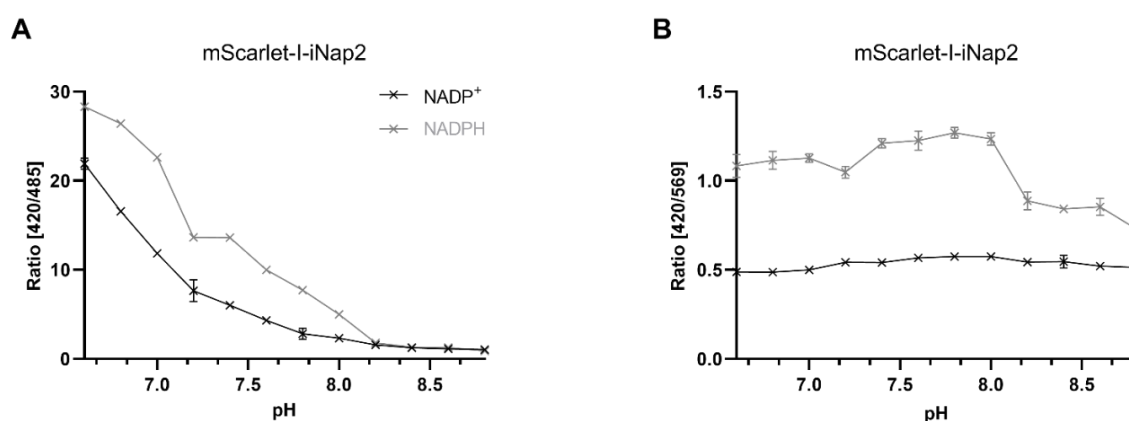 A
mScarlet-I-iNap2
Ratio [420/485]
30
20
10
0
7.0
7.5
8.0
8.5
pH
NADP⁺
NADPH
B
mScarlet-I-iNap2
Ratio [420/569]
1.5
1.0
0.5
0.0
7.0
7.5
8.0
8.5
pH